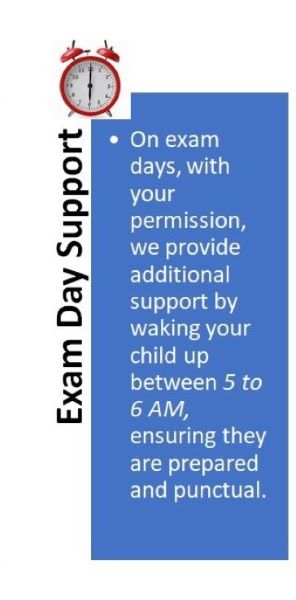 Exam Day Support
• On exam
days, with
your
permission,
we provide
additional
support by
waking your
child up
between 5 to
6 AM,
ensuring they
are prepared
and punctual.